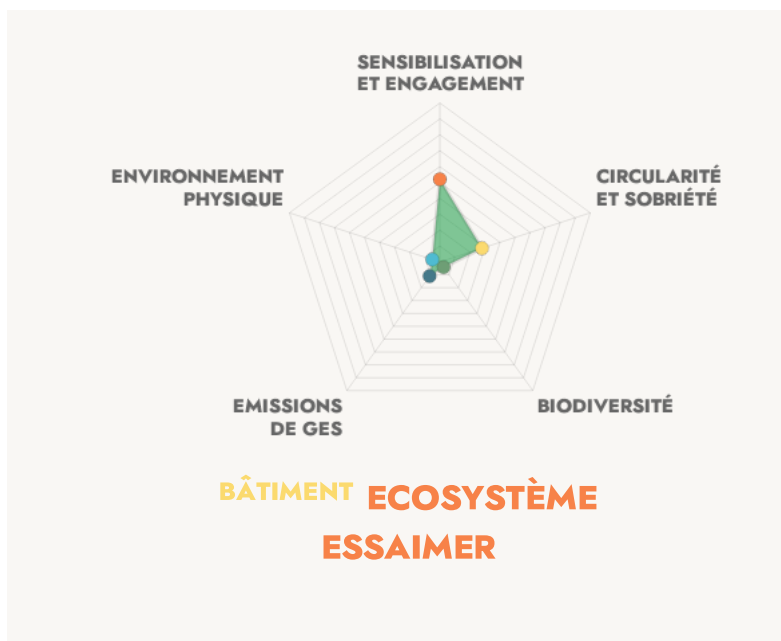 SENSIBILISATION
ET ENGAGEMENT
ENVIRONNEMENT
PHYSIQUE
CIRCULARITÉ
ET SOBRIÉTÉ
EMISSIONS
DE GES
BIODIVERSITÉ
BÂTIMENT ECOSYSTÈME
ESSAIMER